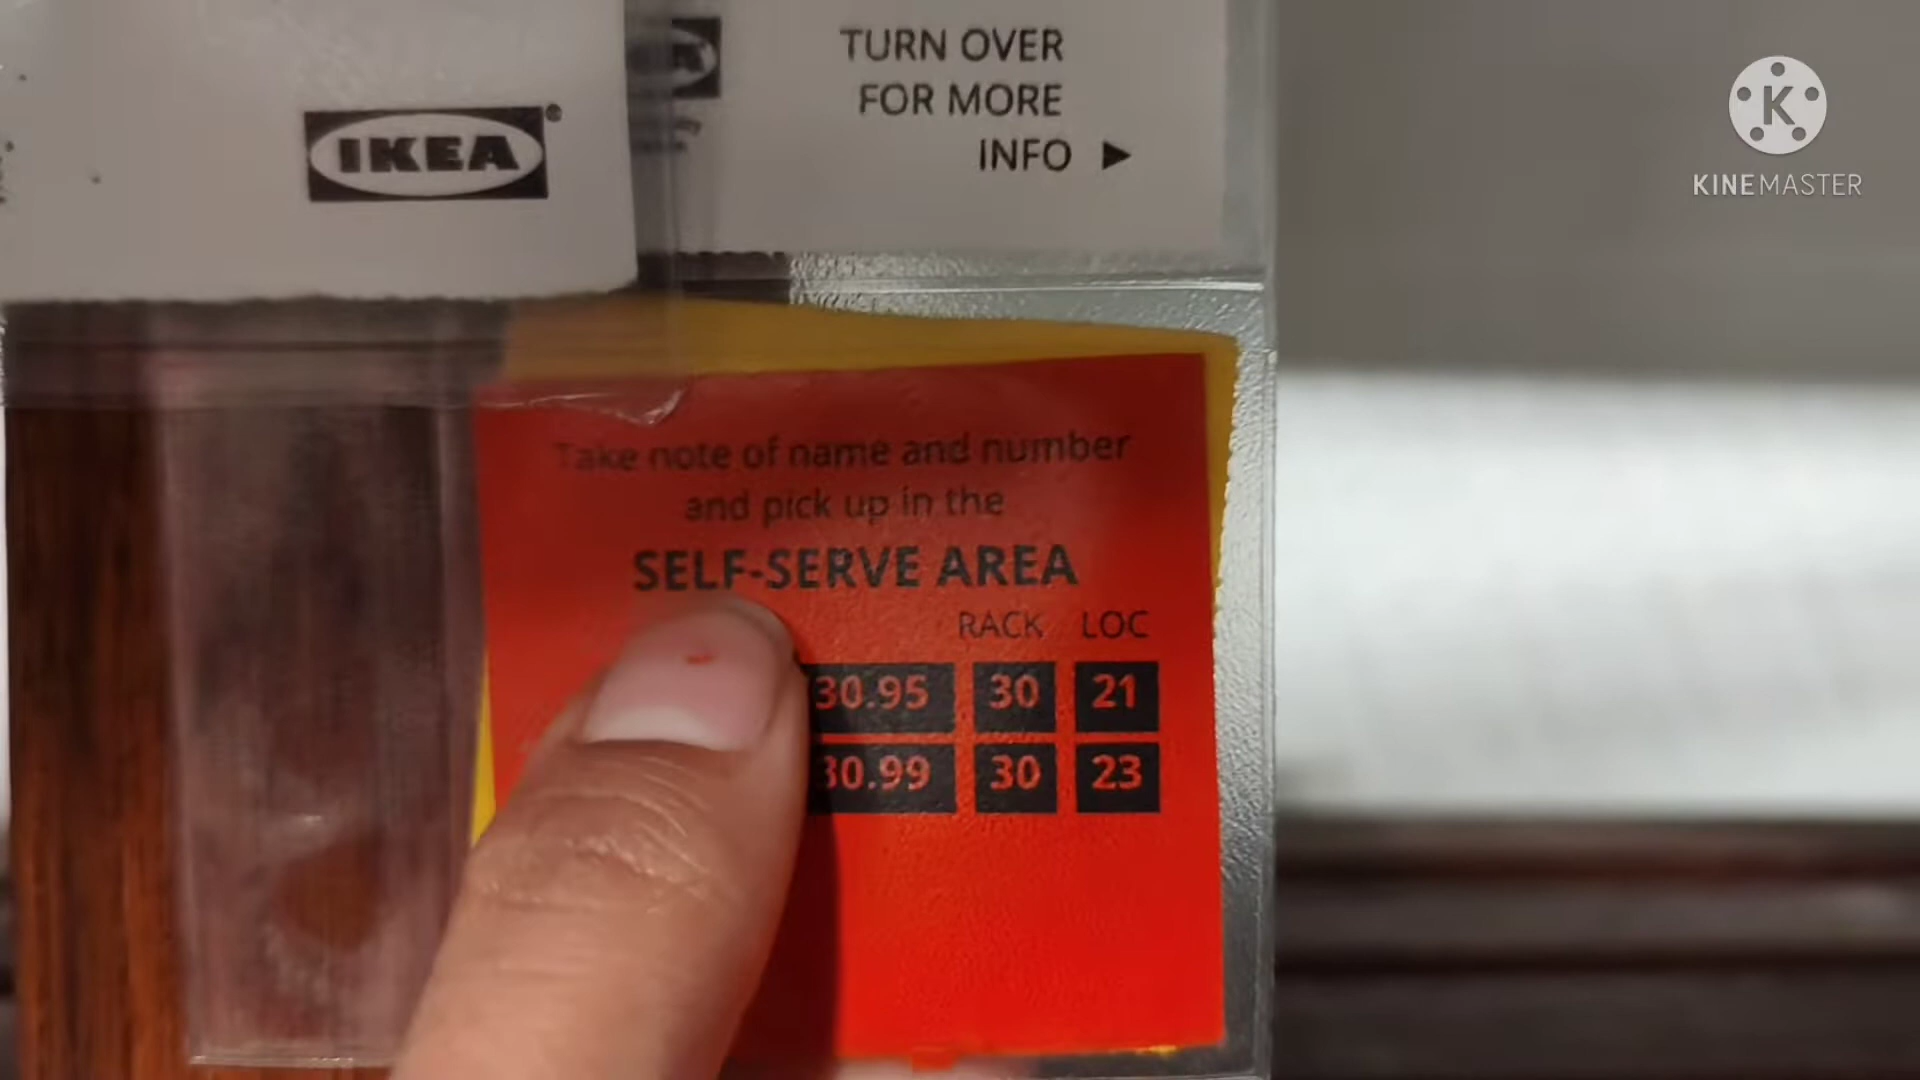 IKEA
TURN OVER
FOR MORE
INFO ►
K
KINEMASTER
Take note of name and number
and pick up in the
SELF-SERVE AREA
RACK LOC
30.95 30 21
30.99 30 23